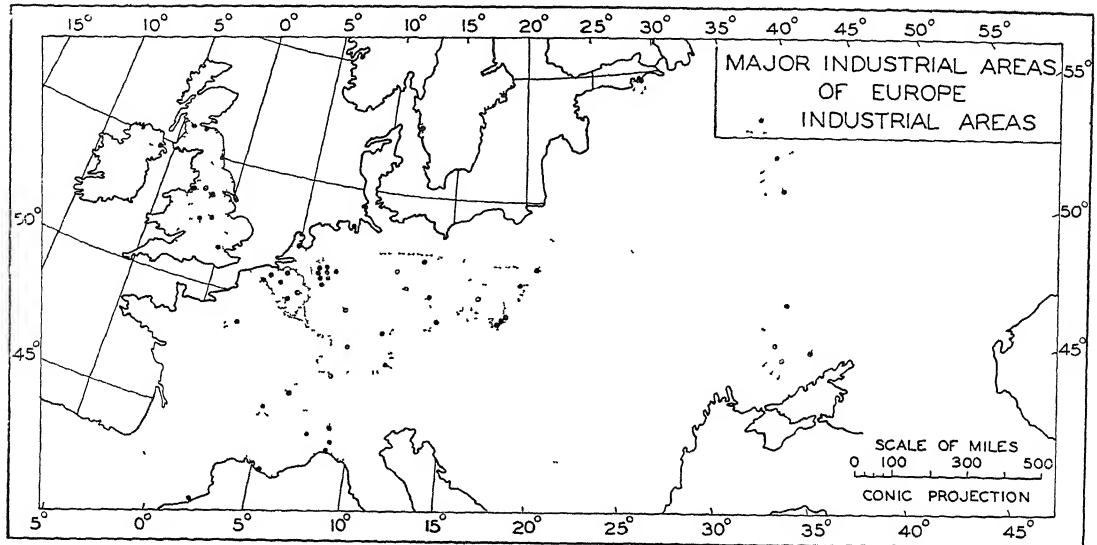 15° 10° 5° 0° 5° 10° 15° 20° 25° 30° 35° 40° 45° 50° 55°
MAJOR INDUSTRIAL AREAS
OF EUROPE
INDUSTRIAL AREAS
55°
50° 50°
45° 45°
SCALE OF MILES
0 100 300 500
CONIC PROJECTION
5° 0° 5° 10° 15° 20° 25° 30° 35° 40° 45°